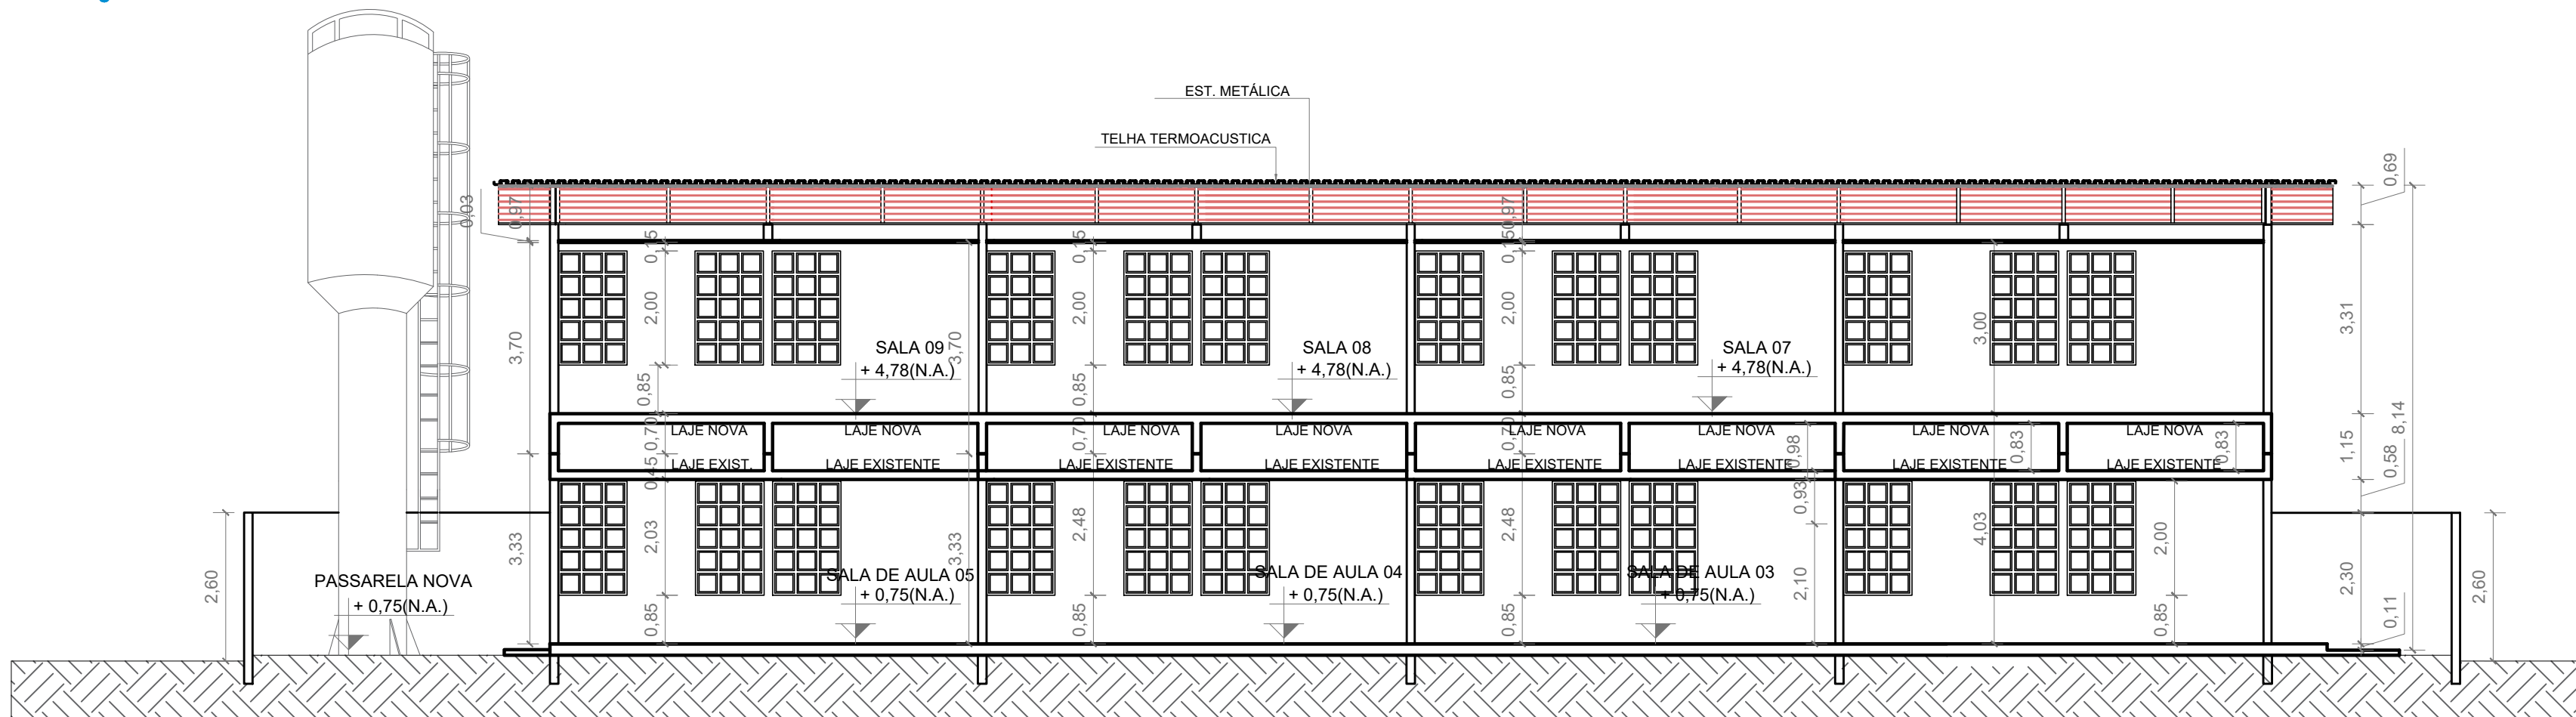 EST. METÁLICA
TELHA TERMOACUSTICA
0,69
0,03
0,97
0,15
0,15
0,97
0,15
2,00
2,00
2,00
3,00
3,31
3,70
3,70
SALA 09
+ 4,78(N.A.)
SALA 08
+ 4,78(N.A.)
SALA 07
+ 4,78(N.A.)
0,85
0,85
0,85
8,14
LAJE NOVA
LAJE NOVA
LAJE NOVA
LAJE NOVA
LAJE NOVA
LAJE NOVA
LAJE NOVA
LAJE NOVA
0,70
0,70
0,70
0,98
0,83
0,83
1,15
0,58
LAJE EXIST.
LAJE EXISTENTE
LAJE EXISTENTE
LAJE EXISTENTE
LAJE EXISTENTE
LAJE EXISTENTE
LAJE EXISTENTE
LAJE EXISTENTE
0,45
0,93
2,60
3,33
2,03
3,33
2,48
2,48
4,03
2,00
2,30
2,60
PASSARELA NOVA
+ 0,75(N.A.)
SALA DE AULA 05
+ 0,75(N.A.)
SALA DE AULA 04
+ 0,75(N.A.)
SALA DE AULA 03
+ 0,75(N.A.)
2,10
0,85
0,85
0,85
0,85
0,11